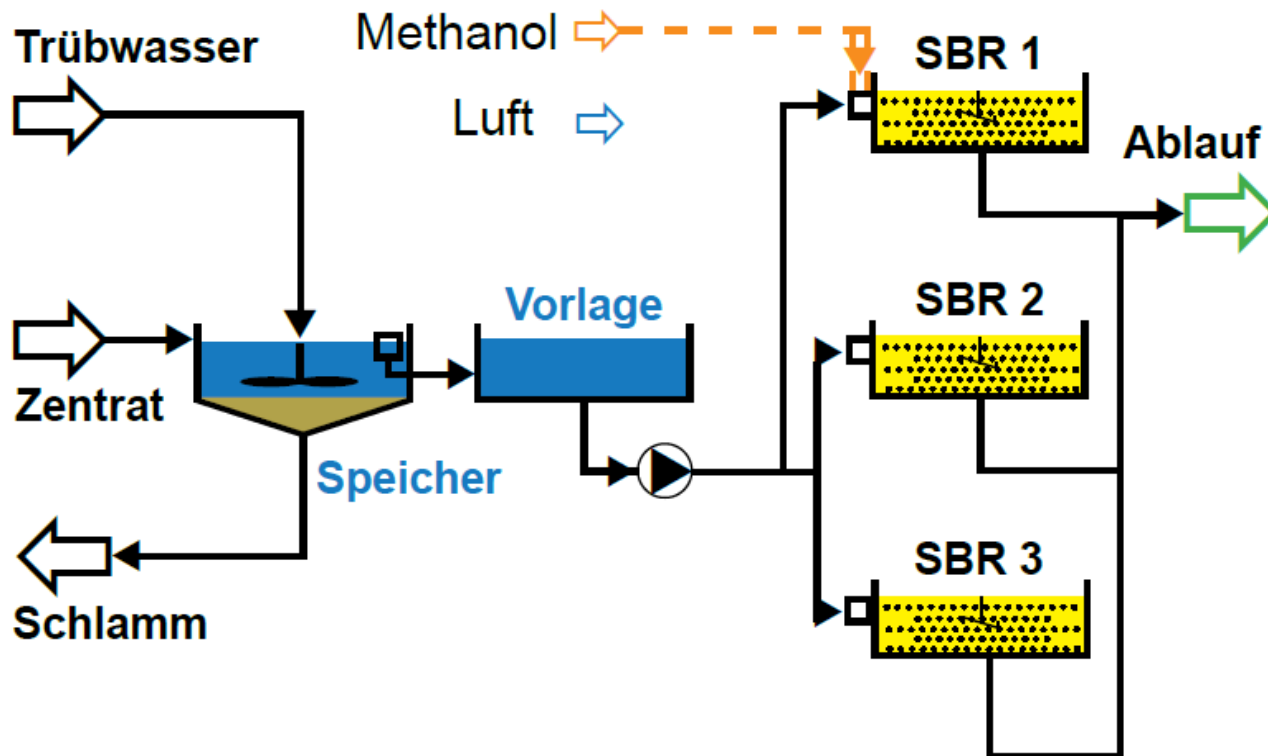 Trübwasser
Methanol
Luft
SBR 1
Ablauf
Zentrat
Speicher
Vorlage
SBR 2
Schlamm
SBR 3